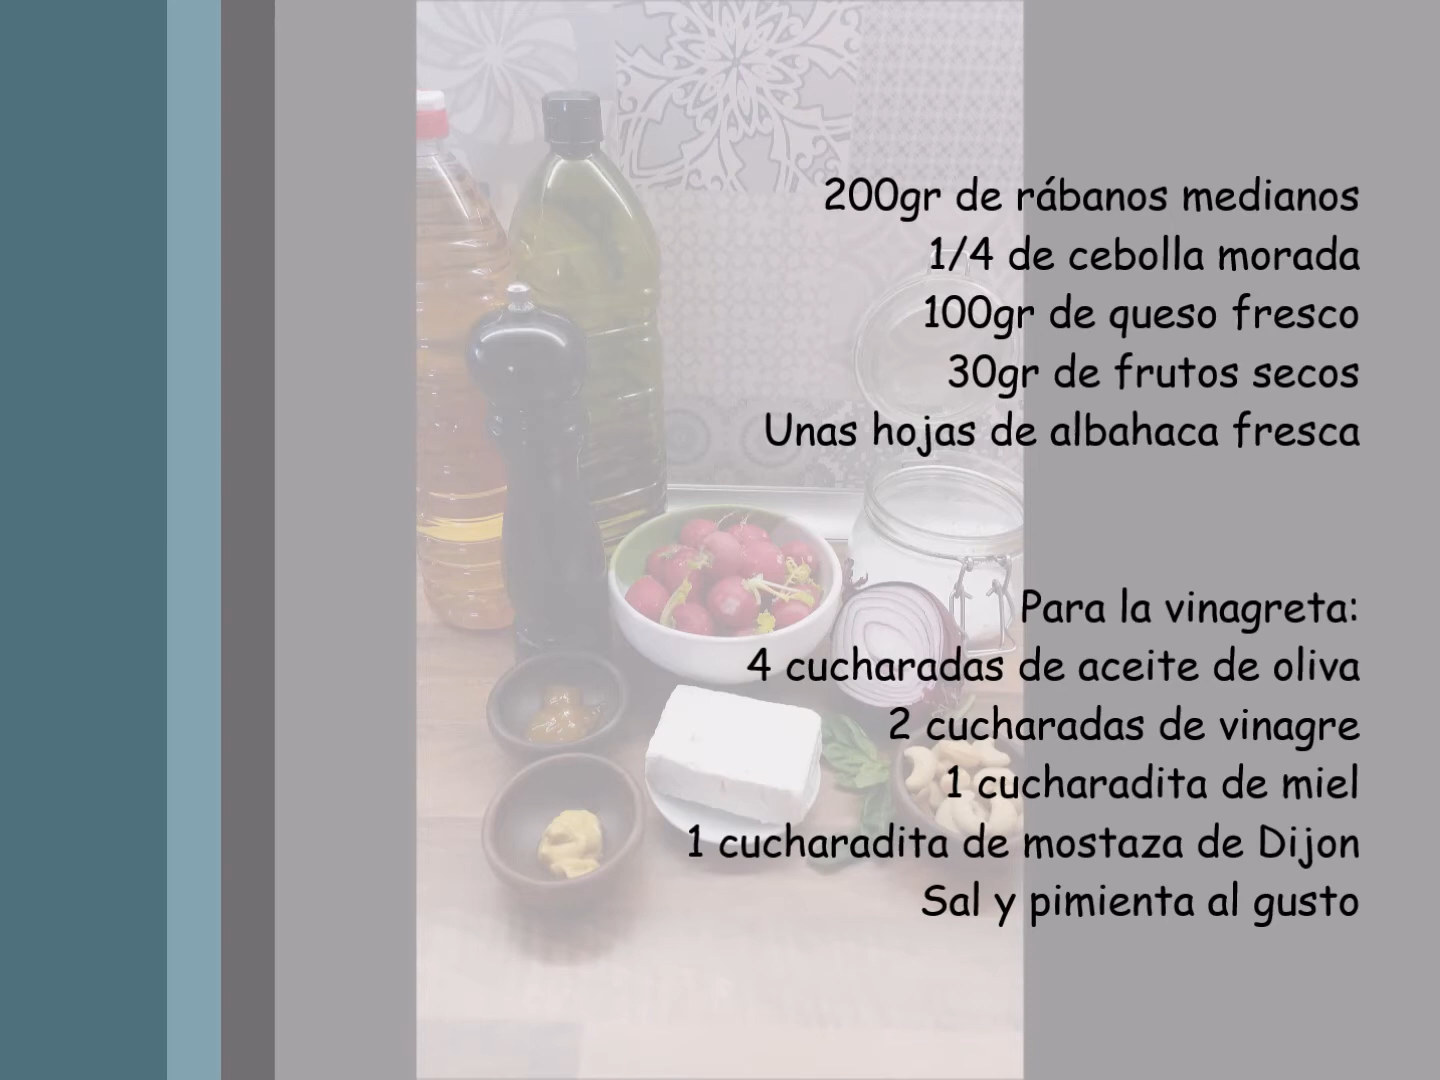 200gr de rábanos medianos
1/4 de cebolla morada
100gr de queso fresco
30gr de frutos secos
Unas hojas de albahaca fresca
Para la vinagreta:
4 cucharadas de aceite de oliva
2 cucharadas de vinagre
1 cucharadita de miel
1 cucharadita de mostaza de Dijon
Sal y pimienta al gusto